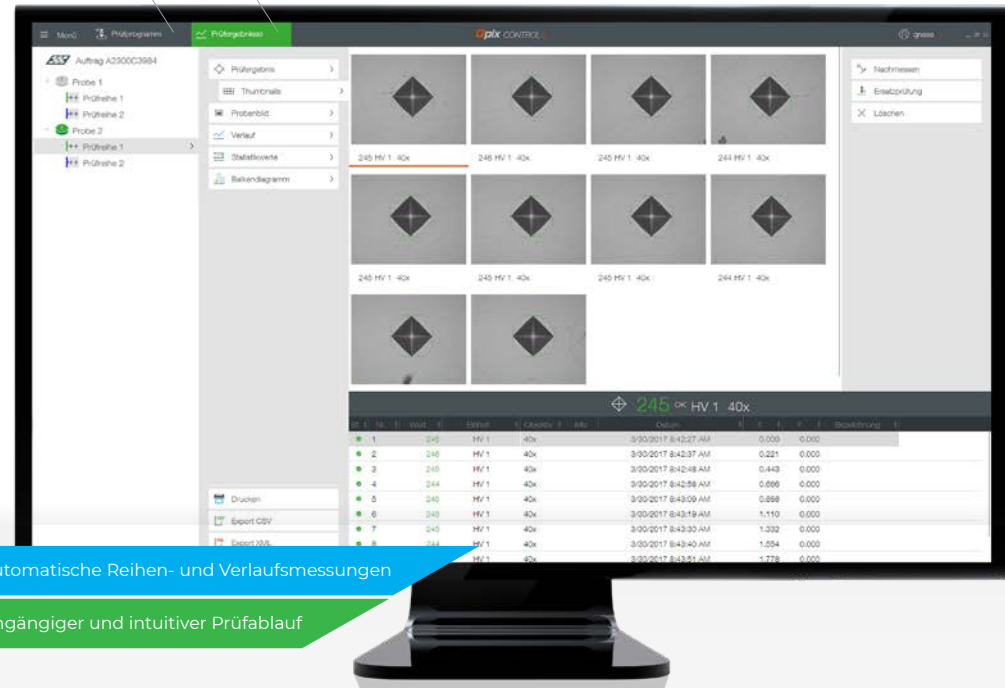 Menü
Prüfprogramm
Prüfergebnisse
Qpix CONTROL
gnoss
Auftrag A2300C3984
Probe 1
Prüfreihe 1
Prüfreihe 2
Probe 2
Prüfreihe 1
Prüfreihe 2
Prüfergebnis
Thumbnails
Probenbild
Verlauf
Statistikwerte
Balkendiagramm
Drucken
Export CSV
Export XML
245 HV 1 40x
246 HV 1 40x
245 HV 1 40x
244 HV 1 40x
HV 1 40x
HV 1 40x
245 HV 1 40x
244 HV 1 40x
Nachmessen
Ersatzprüfung
Löschen
245 OK HV 1 40x
Nr. Wert Einheit Objektiv Info Datum Bezeichnung
1 245 HV 1 40x 3/30/2017 8:42:27 AM 0.000 0.000
2 246 HV 1 40x 3/30/2017 8:42:37 AM 0.221 0.000
3 245 HV 1 40x 3/30/2017 8:42:48 AM 0.443 0.000
4 244 HV 1 40x 3/30/2017 8:42:58 AM 0.666 0.000
5 HV 1 40x 3/30/2017 8:43:09 AM 0.888 0.000
6 HV 1 40x 3/30/2017 8:43:19 AM 1.110 0.000
7 245 HV 1 40x 3/30/2017 8:43:30 AM 1.332 0.000
8 244 HV 1 40x 3/30/2017 8:43:40 AM 1.554 0.000
HV 1 40x 3/30/2017 8:43:51 AM 1.778 0.000
utomatische Reihen- und Verlaufsmessungen
ngängiger und intuitiver Prüfablauf